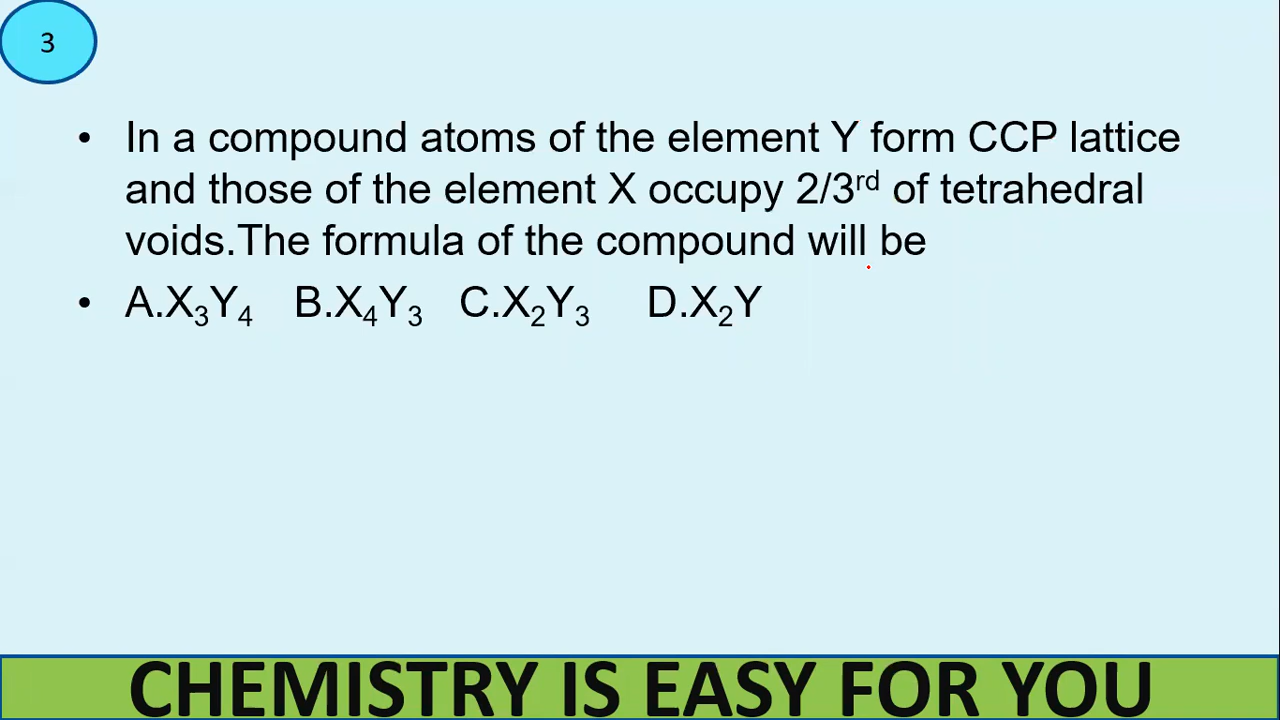 3
• In a compound atoms of the element Y form CCP lattice
and those of the element X occupy 2/3ʳᵈ of tetrahedral
voids.The formula of the compound will be
• A.X₃Y₄ B.X₄Y₃ C.X₂Y₃ D.X₂Y
CHEMISTRY IS EASY FOR YOU